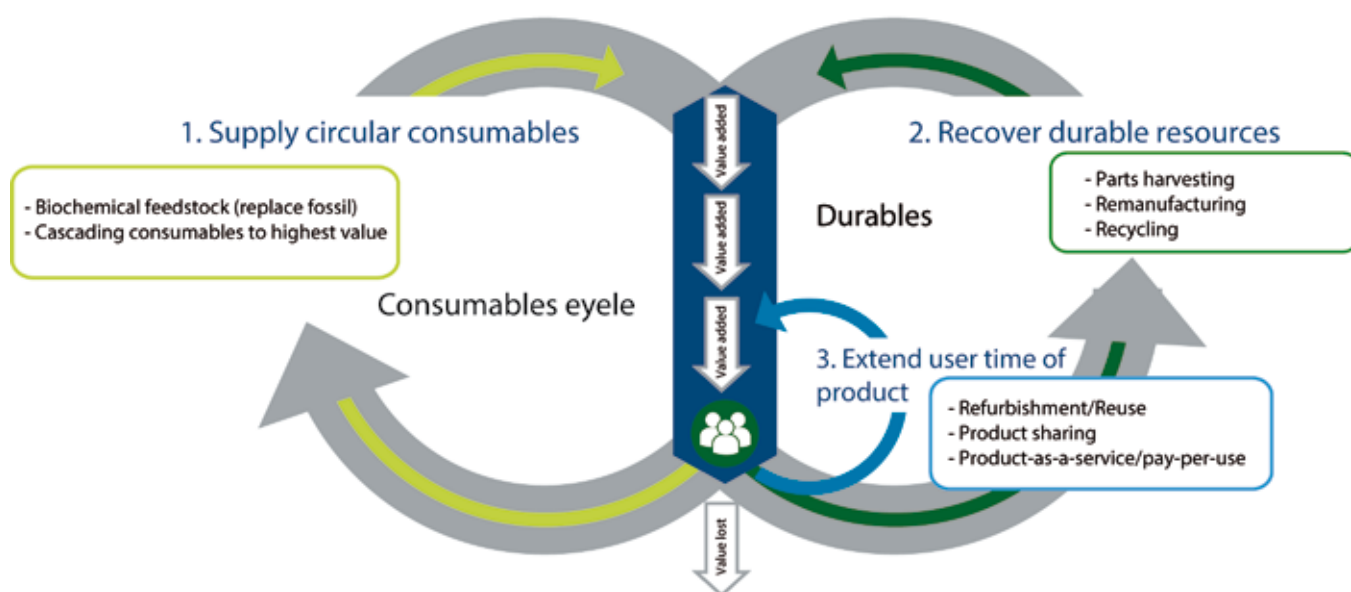 1. Supply circular consumables
- Biochemical feedstock (replace fossil)
- Cascading consumables to highest value
Consumables eyele
Value added
Value added
Value added
Value lost
2. Recover durable resources
- Parts harvesting
- Remanufacturing
- Recycling
Durables
3. Extend user time of
product
- Refurbishment/Reuse
- Product sharing
- Product-as-a-service/pay-per-use